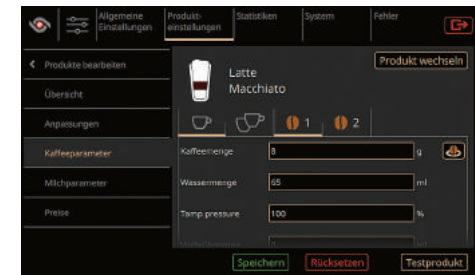 Allgemeine
Einstellungen
Produkt-
einstellungen
Statistiken
System
Fehler
Produkte bearbeiten
Produkt wechseln
Latte
Macchiato
Übersicht
Anpassungen
1
2
Kaffeeparameter
Kaffeemenge
8
g
Milchparameter
Wassermenge
65
ml
Preise
Tamp pressure
100
%
Speichern
Rücksetzen
Testprodukt